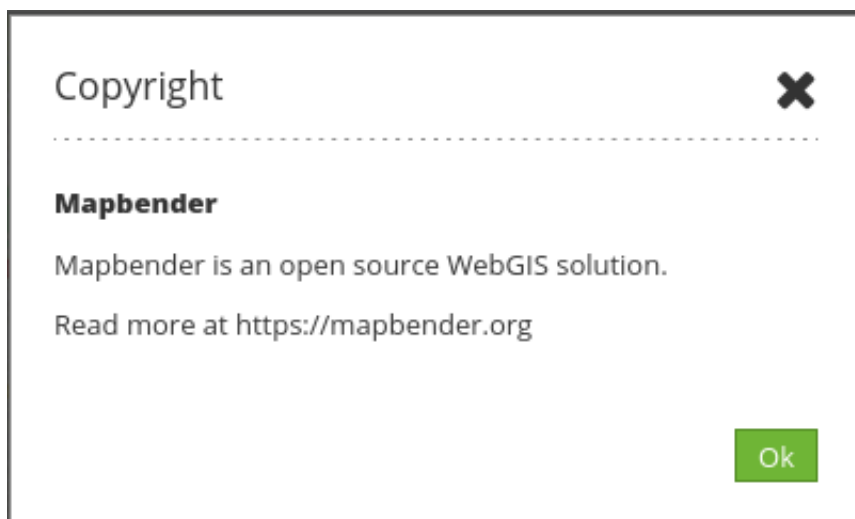 Copyright
Mapbender
Mapbender is an open source WebGIS solution.
Read more at https://mapbender.org
Ok